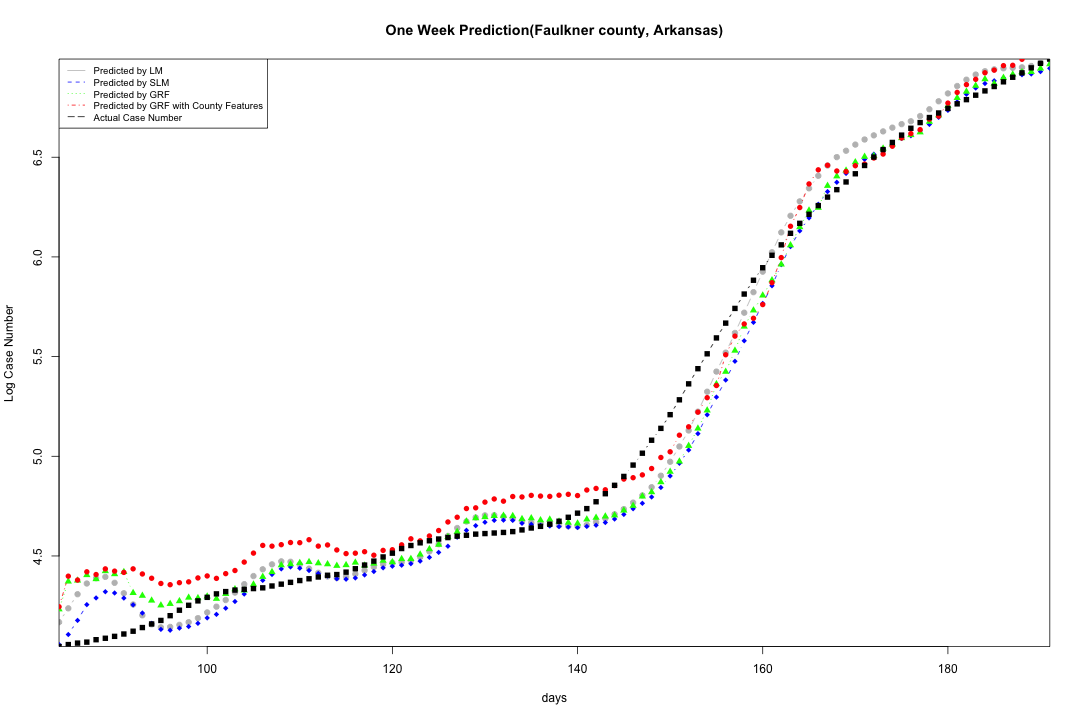 One Week Prediction(Faulkner county, Arkansas)
Predicted by LM
Predicted by SLM
Predicted by GRF
Predicted by GRF with County Features
Actual Case Number
Log Case Number
6.5
6.0
5.5
5.0
4.5
100
120
140
160
180
days